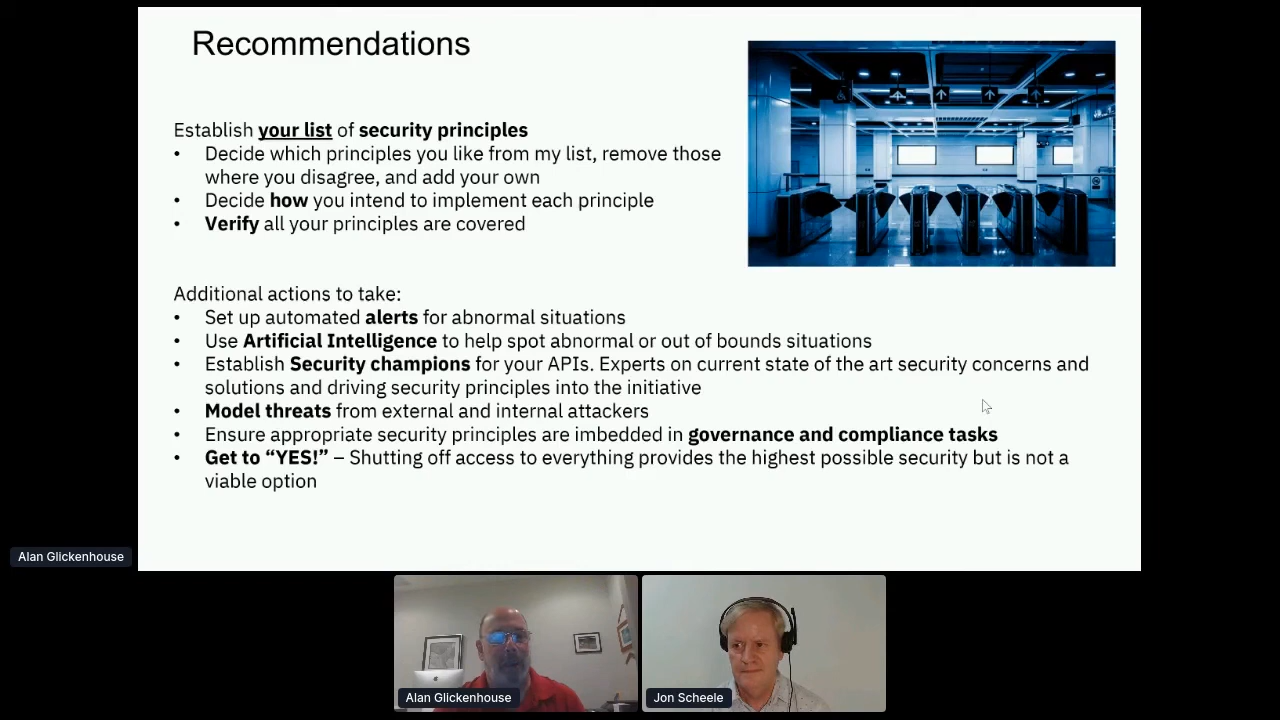 Recommendations
Establish your list of security principles
• Decide which principles you like from my list, remove those
where you disagree, and add your own
• Decide how you intend to implement each principle
• Verify all your principles are covered
Additional actions to take:
• Set up automated alerts for abnormal situations
• Use Artificial Intelligence to help spot abnormal or out of bounds situations
• Establish Security champions for your APIs. Experts on current state of the art security concerns and
solutions and driving security principles into the initiative
• Model threats from external and internal attackers
• Ensure appropriate security principles are imbedded in governance and compliance tasks
• Get to “YES!” – Shutting off access to everything provides the highest possible security but is not a
viable option
Alan Glickenhouse
Alan Glickenhouse
Jon Scheele